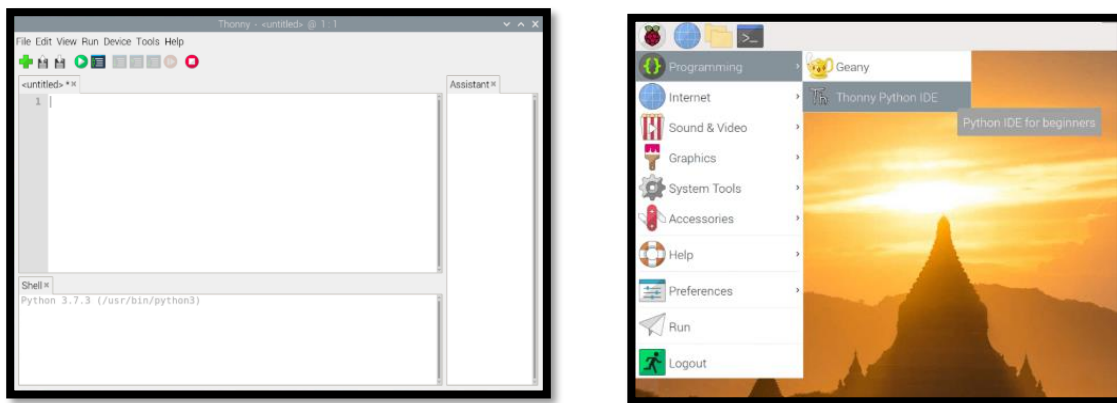 Thonny - <untitled> @ 1 : 1
File Edit View Run Device Tools Help
<untitled> * ×
Assistant ×
1
Shell ×
Python 3.7.3 (/usr/bin/python3)
Programming
Geany
Internet
Thonny Python IDE
Python IDE for beginners
Sound & Video
Graphics
System Tools
Accessories
Help
Preferences
Run
Logout